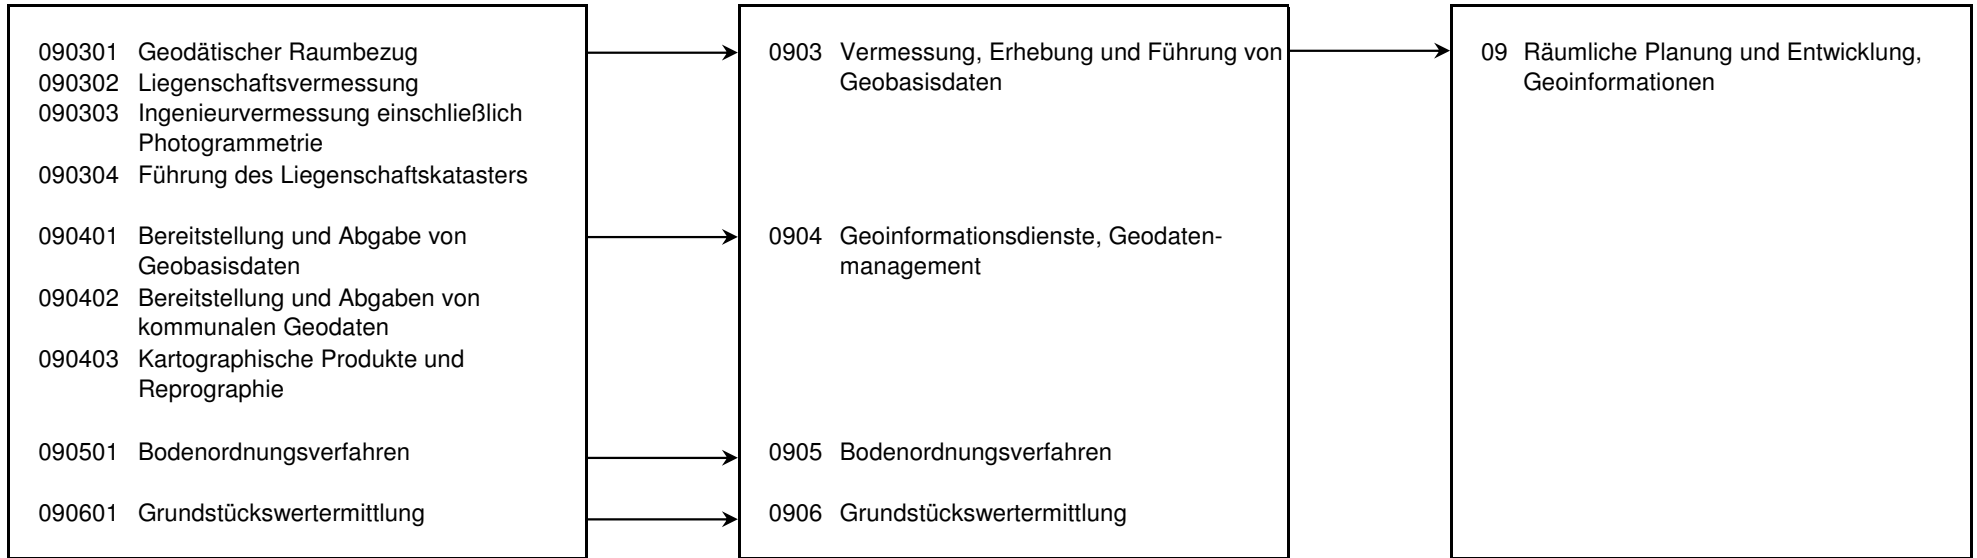 090301 Geodätischer Raumbezug
090302 Liegenschaftsvermessung
090303 Ingenieurvermessung einschließlich
Photogrammetrie
090304 Führung des Liegenschaftskatasters
090401 Bereitstellung und Abgabe von
Geobasisdaten
090402 Bereitstellung und Abgaben von
kommunalen Geodaten
090403 Kartographische Produkte und
Reprographie
090501 Bodenordnungsverfahren
090601 Grundstückswertermittlung
0903 Vermessung, Erhebung und Führung von
Geobasisdaten
0904 Geoinformationsdienste, Geodaten-
management
0905 Bodenordnungsverfahren
0906 Grundstückswertermittlung
09 Räumliche Planung und Entwicklung,
Geoinformationen